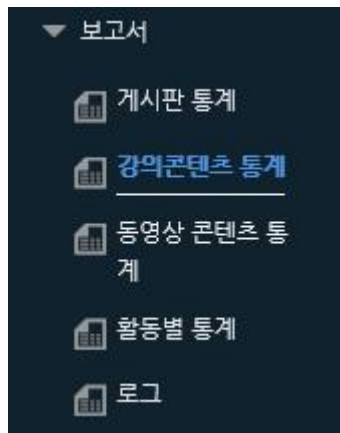 보고서
게시판 통계
강의콘텐츠 통계
동영상 콘텐츠 통
계
활동별 통계
로그